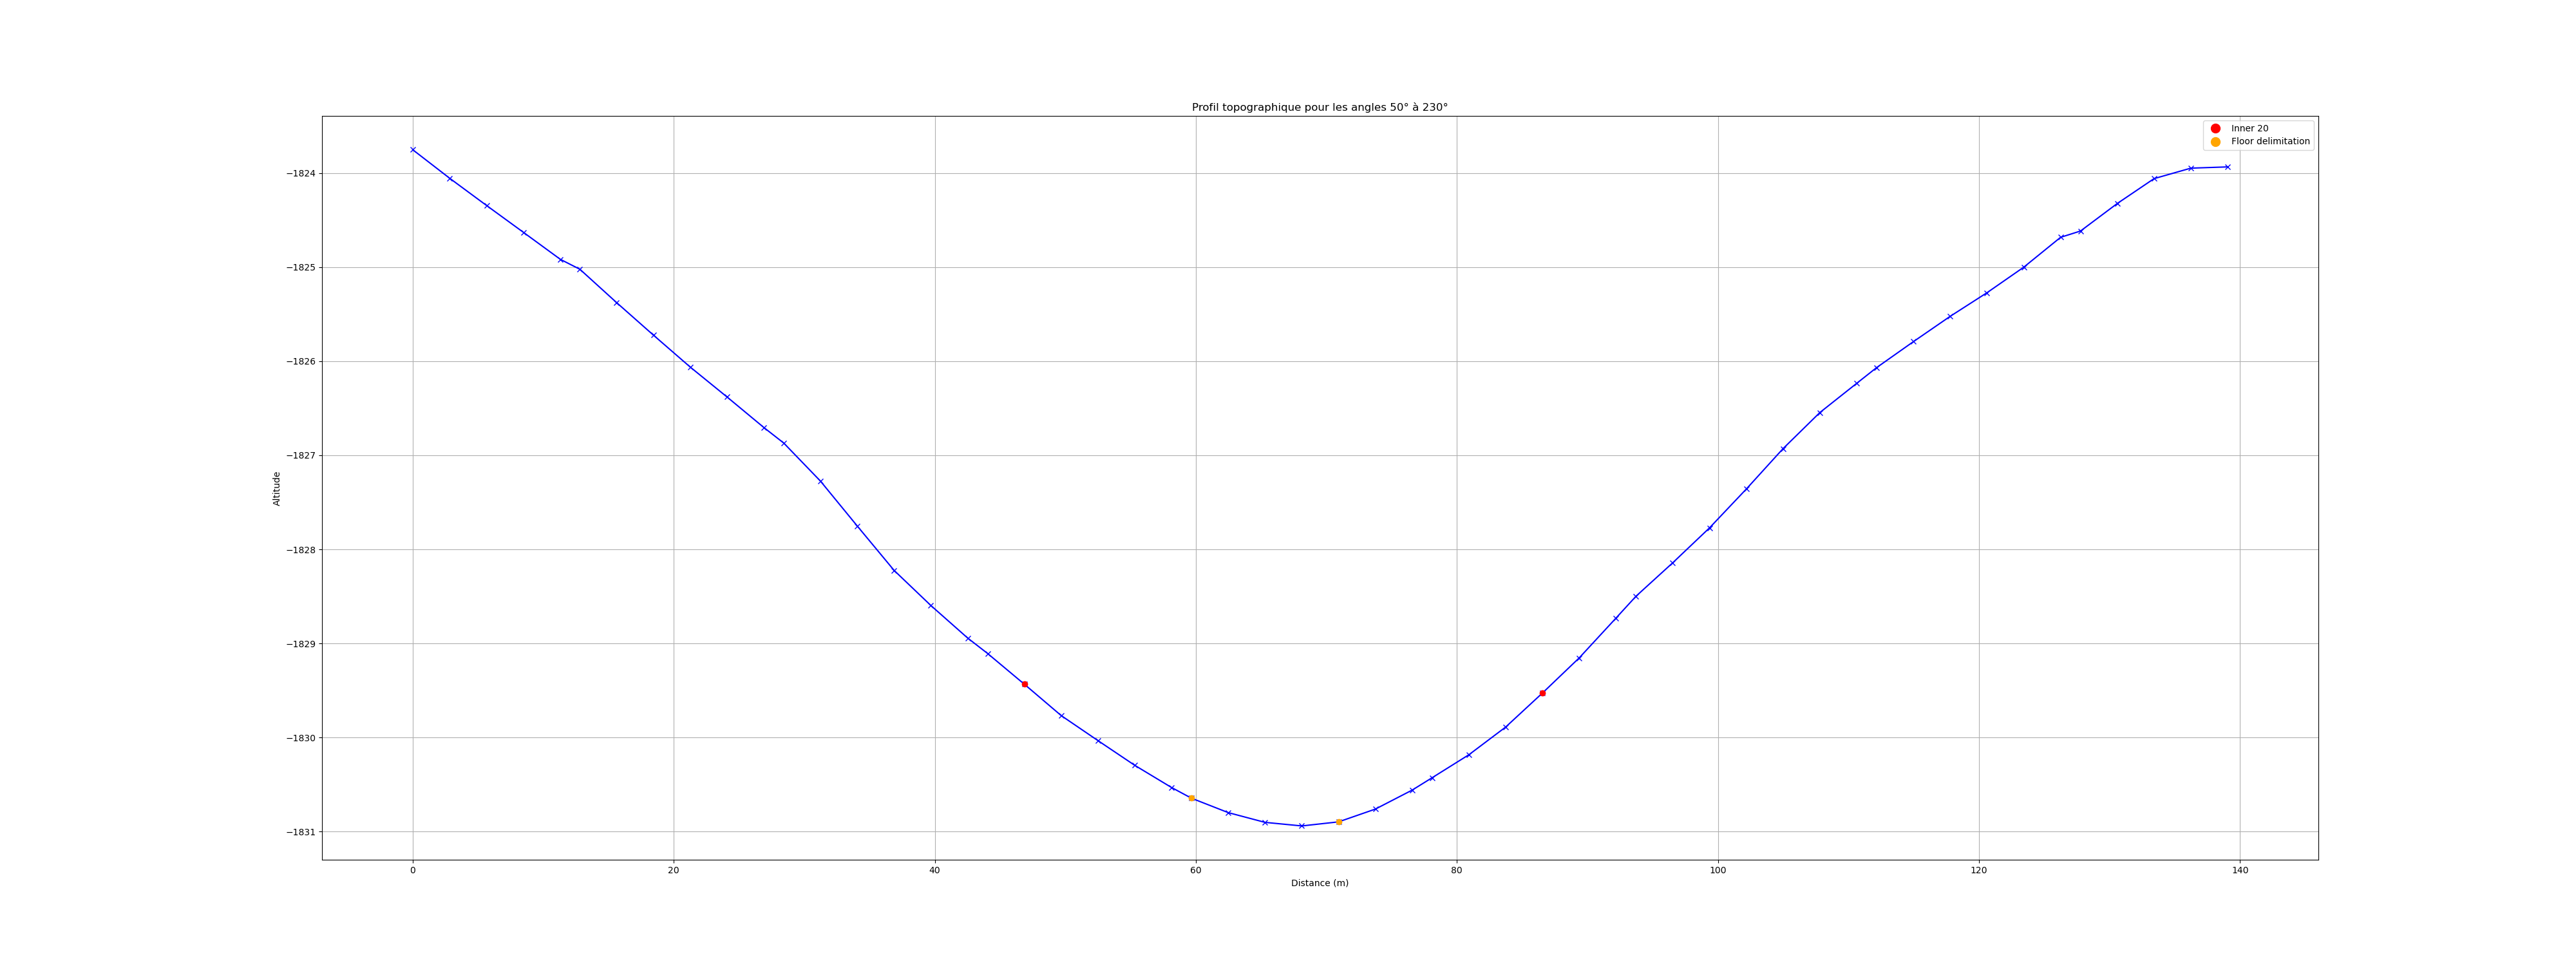 Profil topographique pour les angles 50° à 230°
Inner 20
Floor delimitation
−1824
−1825
−1826
−1827
−1828
−1829
−1830
−1831
Altitude
0 20 40 60 80 100 120 140
Distance (m)